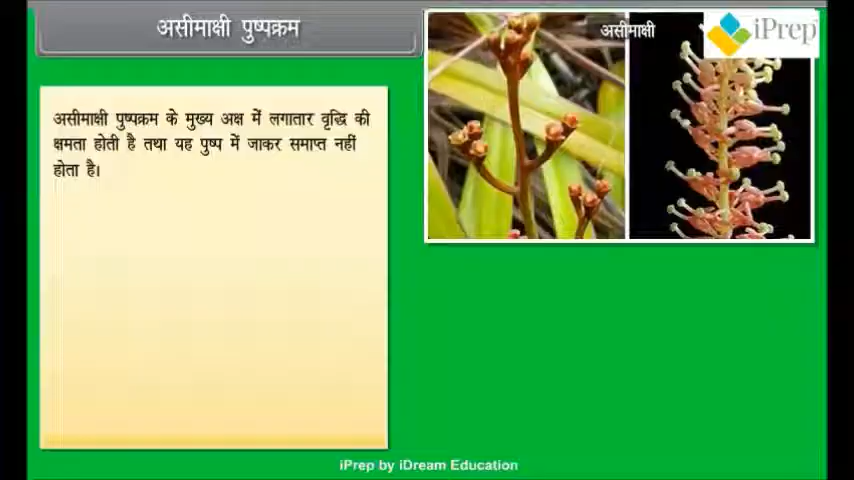 असीमाक्षी पुष्पक्रम
असीमाक्षी
iPrep
असीमाक्षी पुष्पक्रम के मुख्य अक्ष में लगातार वृद्धि की
क्षमता होती है तथा यह पुष्प में जाकर समाप्त नहीं
होता है।
iPrep by iDream Education